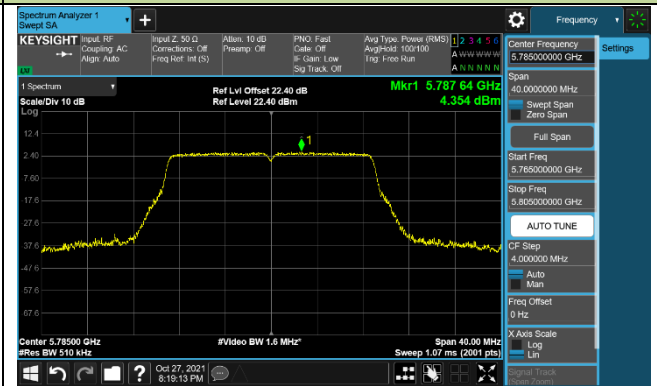 Spectrum Analyzer 1
Swept SA
Frequency
KEYSIGHT
Input: RF
Coupling: AC
Align: Auto
Input Z: 50 Ω
Corrections: Off
Freq Ref: Int (S)
Atten: 10 dB
Preamp: Off
PNO: Fast
Gate: Off
IF Gain: Low
Sig Track: Off
Avg Type: Power (RMS)
Avg|Hold: 100/100
Trig: Free Run
1 2 3 4 5 6
A W W W W W
A N N N N N
1 Spectrum
Scale/Div 10 dB
Log
Ref Lvl Offset 22.40 dB
Ref Level 22.40 dBm
Mkr1 5.787 64 GHz
4.354 dBm
1
12.4
2.40
7.60
-17.6
-27.6
-37.6
-47.6
-57.6
-67.6
Center 5.78500 GHz
#Res BW 510 kHz
#Video BW 1.6 MHz*
Span 40.00 MHz
Sweep 1.07 ms (2001 pts)
Oct 27, 2021
8:19:13 PM
Center Frequency
5.785000000 GHz
Settings
Span
40.0000000 MHz
Swept Span
Zero Span
Full Span
Start Freq
5.765000000 GHz
Stop Freq
5.805000000 GHz
AUTO TUNE
CF Step
4.000000 MHz
Auto
Man
Freq Offset
0 Hz
X Axis Scale
Log
Lin
Signal Track
(Span Zoom)